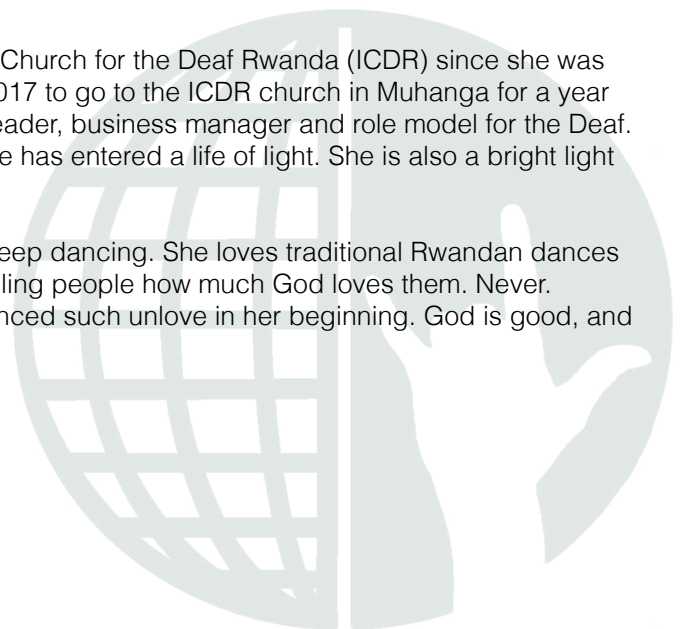 Church for the Deaf Rwanda (ICDR) since she was
017 to go to the ICDR church in Muhanga for a year
eader, business manager and role model for the Deaf.
e has entered a life of light. She is also a bright light
eep dancing. She loves traditional Rwandan dances
ling people how much God loves them. Never.
nced such unlove in her beginning. God is good, and